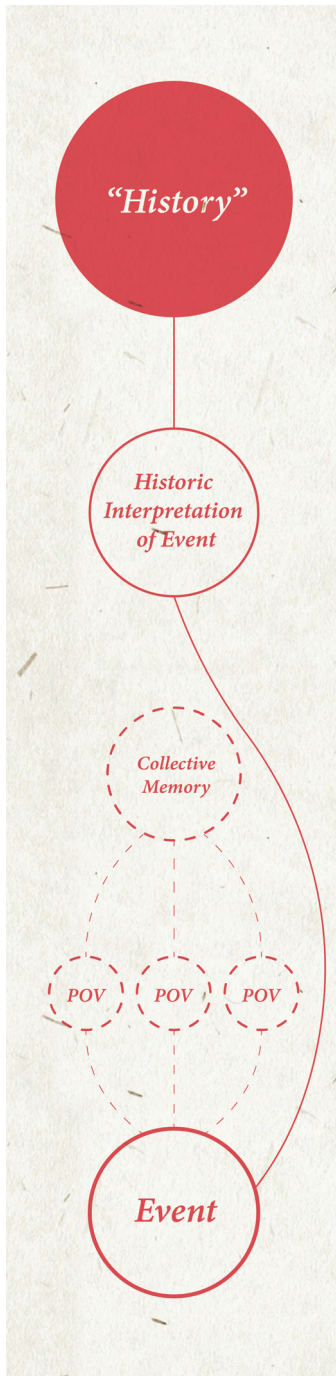 “History”
Historic
Interpretation
of Event
Collective
Memory
POV
POV
POV
Event